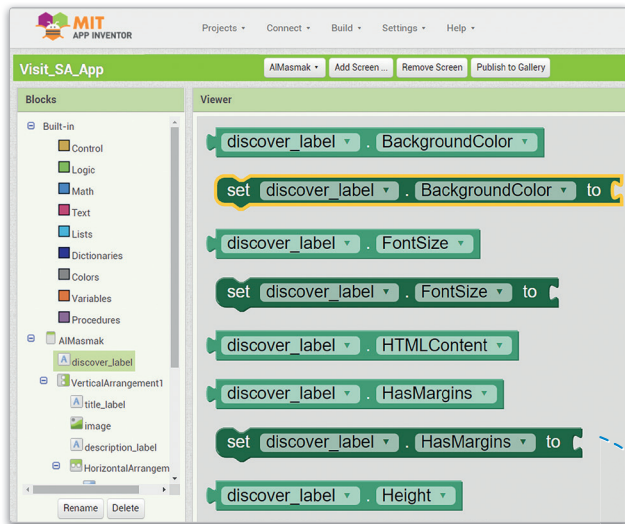 MIT
APP INVENTOR
Projects Connect Build Settings Help
Visit_SA_App
AlMasmak Add Screen ... Remove Screen Publish to Gallery
Blocks
Viewer
Built-in
Control
Logic
Math
Text
Lists
Dictionaries
Colors
Variables
Procedures
AlMasmak
A discover_label
VerticalArrangement1
A title_label
image
A description_label
HorizontalArrangem
Rename Delete
discover_label . BackgroundColor
set discover_label . BackgroundColor to
discover_label . FontSize
set discover_label . FontSize to
discover_label . HTMLContent
discover_label . HasMargins
set discover_label . HasMargins to
discover_label . Height